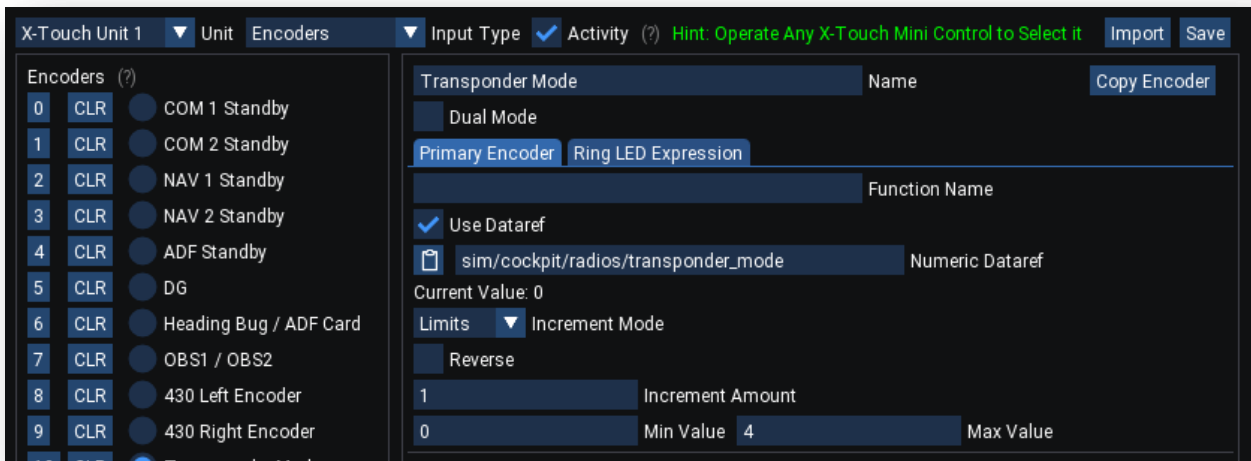 X-Touch Unit 1 Unit Encoders Input Type Activity (?) Hint: Operate Any X-Touch Mini Control to Select it Import Save
Encoders (?)
0 CLR COM 1 Standby
1 CLR COM 2 Standby
2 CLR NAV 1 Standby
3 CLR NAV 2 Standby
4 CLR ADF Standby
5 CLR DG
6 CLR Heading Bug / ADF Card
7 CLR OBS1 / OBS2
8 CLR 430 Left Encoder
9 CLR 430 Right Encoder
Transponder Mode Name Copy Encoder
Dual Mode
Primary Encoder Ring LED Expression
Function Name
Use Dataref
sim/cockpit/radios/transponder_mode Numeric Dataref
Current Value: 0
Limits Increment Mode
Reverse
1 Increment Amount
0 Min Value 4 Max Value